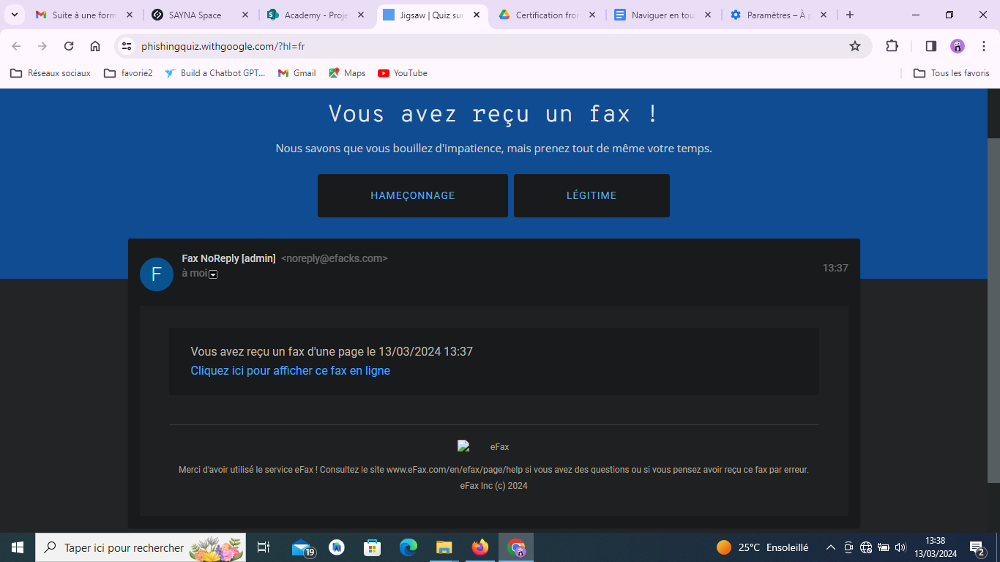 Suite à une form
SAYNA Space
Academy - Proje
Jigsaw | Quiz sur
Certification fror
Naviguer en tou
Paramètres – À p
phishingquiz.withgoogle.com/?hl=fr
Réseaux sociaux
favorie2
Build a Chatbot GPT...
Gmail
Maps
YouTube
Tous les favoris
Vous avez reçu un fax !
Nous savons que vous bouillez d'impatience, mais prenez tout de même votre temps.
HAMEÇONNAGE
LÉGITIME
F
Fax NoReply [admin] <noreply@efacks.com>
à moi
13:37
Vous avez reçu un fax d'une page le 13/03/2024 13:37
Cliquez ici pour afficher ce fax en ligne
eFax
Merci d'avoir utilisé le service eFax ! Consultez le site www.eFax.com/en/efax/page/help si vous avez des questions ou si vous pensez avoir reçu ce fax par erreur.
eFax Inc (c) 2024
Taper ici pour rechercher
19
25°C Ensoleillé
13:38
13/03/2024
2